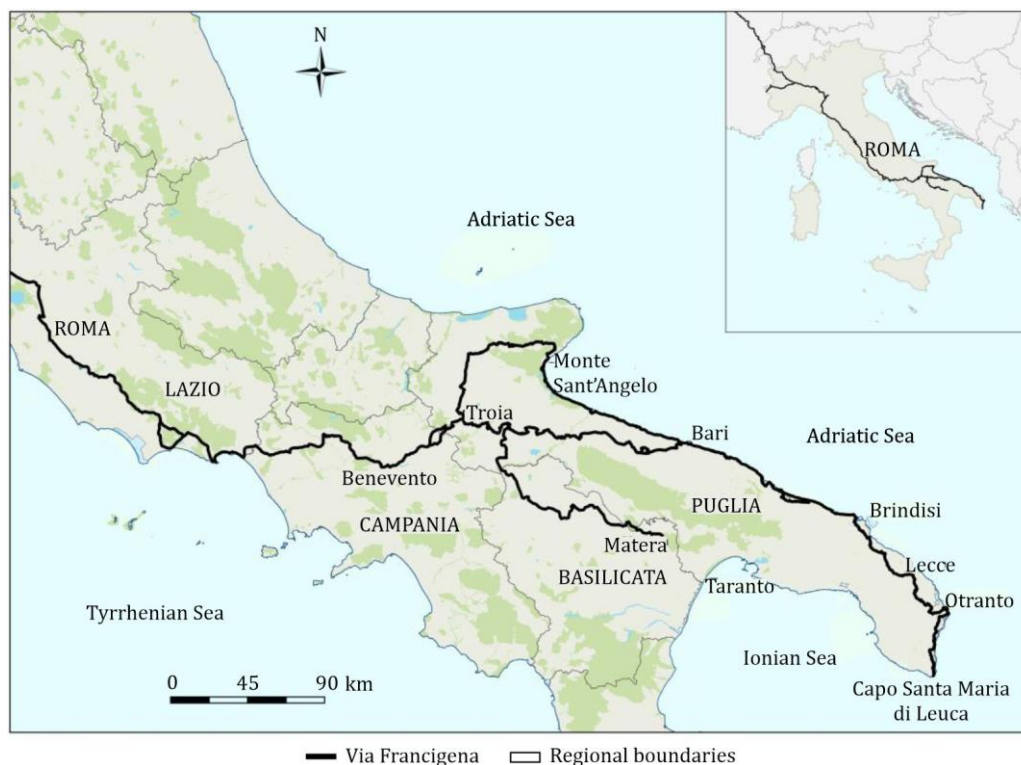 N
ROMA
Adriatic Sea
ROMA
LAZIO
Monte
Sant'Angelo
Troia
Bari
Adriatic Sea
Benevento
PUGLIA
CAMPANIA
Brindisi
Matera
Lecce
BASILICATA
Taranto
Otranto
Tyrrhenian Sea
Ionian Sea
0 45 90 km
Capo Santa Maria
di Leuca
Via Francigena
Regional boundaries